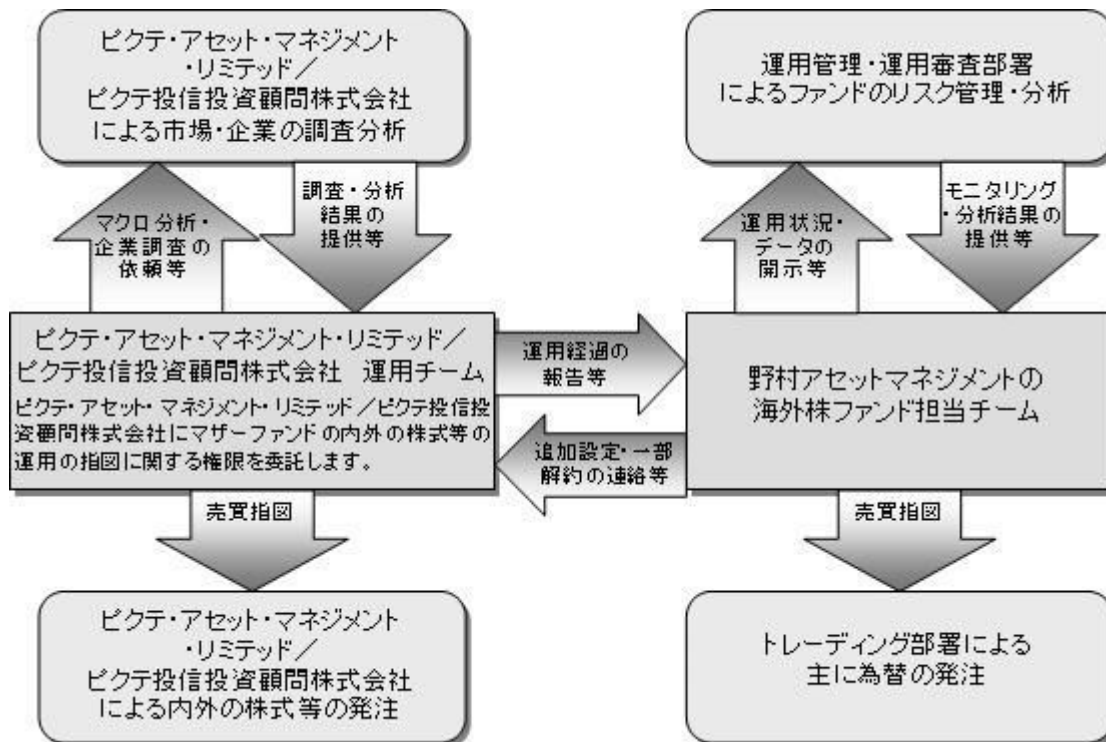 ピクテ・アセット・マネジメント
・リミテッド／
ピクテ投信投資顧問株式会社
による市場・企業の調査分析
運用管理・運用審査部署
によるファンドのリスク管理・分析
マクロ分析・
企業調査の
依頼等
調査・分析
結果の
提供等
運用状況・
データの
開示等
モニタリング
・分析結果の
提供等
ピクテ・アセット・マネジメント・リミテッド／
ピクテ投信投資顧問株式会社 運用チーム
ピクテ・アセット・マネジメント・リミテッド／ピクテ投信投
資顧問株式会社にマザーファンドの内外の株式等の
運用の指図に関する権限を委託します。
運用経過の
報告等
追加設定・一部
解約の連絡等
野村アセットマネジメントの
海外株ファンド担当チーム
売買指図
売買指図
ピクテ・アセット・マネジメント
・リミテッド／
ピクテ投信投資顧問株式会社
による内外の株式等の発注
トレーディング部署による
主に為替の発注